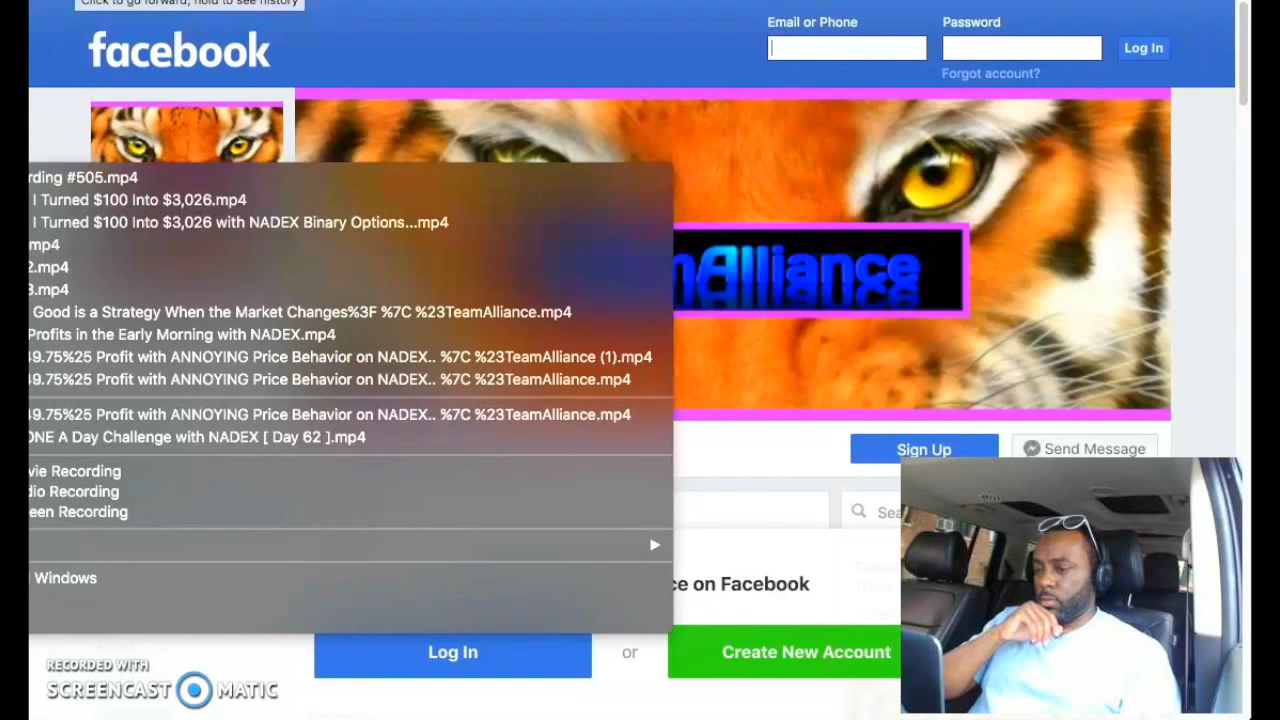 Click to go forward, hold to see history
facebook
Email or Phone
Password
Log In
Forgot account?
rding #505.mp4
I Turned $100 Into $3,026.mp4
I Turned $100 Into $3,026 with NADEX Binary Options...mp4
mp4
2.mp4
3.mp4
Good is a Strategy When the Market Changes%3F %7C %23TeamAlliance.mp4
Profits in the Early Morning with NADEX.mp4
49.75%25 Profit with ANNOYING Price Behavior on NADEX.. %7C %23TeamAlliance (1).mp4
49.75%25 Profit with ANNOYING Price Behavior on NADEX.. %7C %23TeamAlliance.mp4
49.75%25 Profit with ANNOYING Price Behavior on NADEX.. %7C %23TeamAlliance.mp4
ONE A Day Challenge with NADEX [ Day 62 ].mp4
vie Recording
dio Recording
een Recording
Windows
mAlliance
Sign Up
Send Message
Sea
ce on Facebook
Log In
or
Create New Account
RECORDED WITH
SCREENCAST MATIC